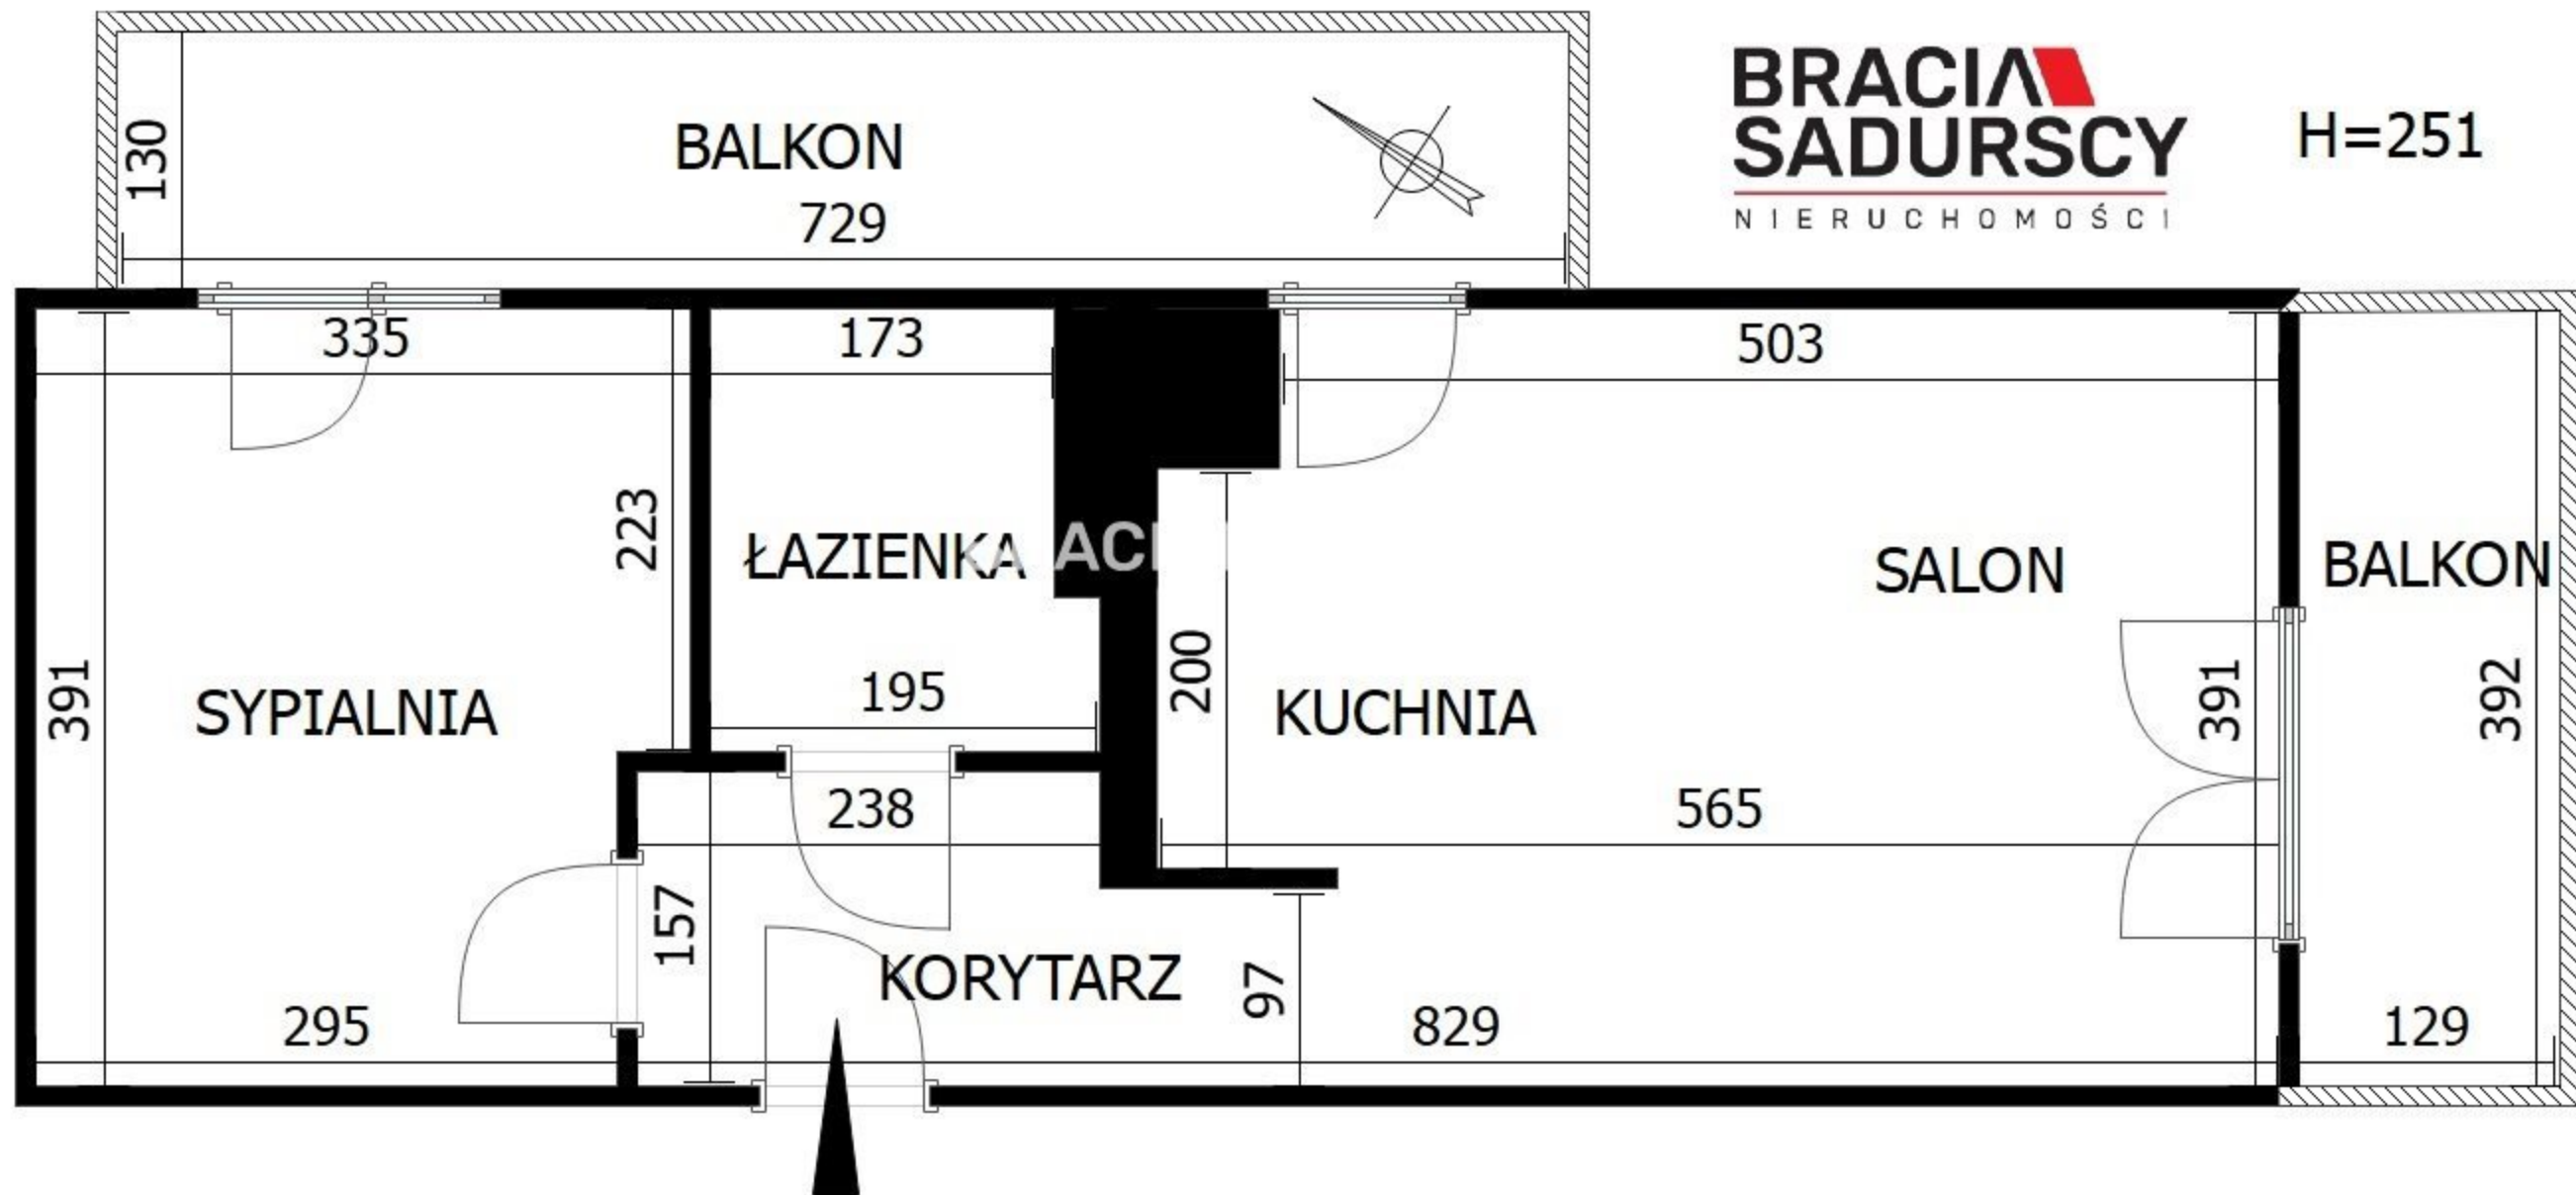 BRACIA
SADURSCY
NIERUCHOMOŚCI
H=251
BALKON
130
729
335
173
503
223
ŁAZIENKA
SALON
BALKON
391
SYPIALNIA
195
200
KUCHNIA
391
392
238
565
157
KORYTARZ
97
295
829
129